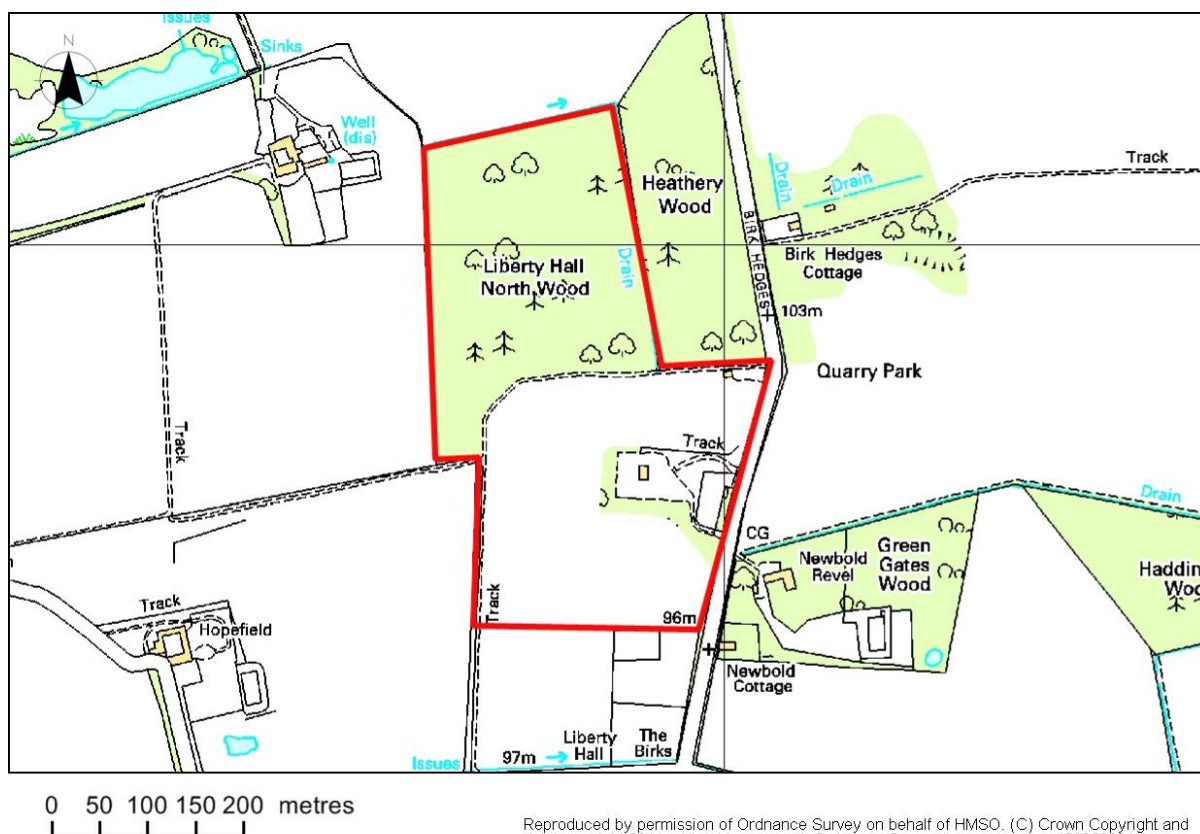 Issues
N
Sinks
Well
(dis)
Track
Heathery
Wood
Drain
Drain
BIRK HEDGES
Birk Hedges
Cottage
Liberty Hall
North Wood
Drain
103m
Quarry Park
Track
Track
Drain
CG
Newbold
Revel
Green
Gates
Wood
Haddin
Woo
Track
Hopefield
Track
96m
Newbold
Cottage
Liberty
Hall
The
Birks
Issues
97m
0 50 100 150 200 metres
Reproduced by permission of Ordnance Survey on behalf of HMSO. (C) Crown Copyright and